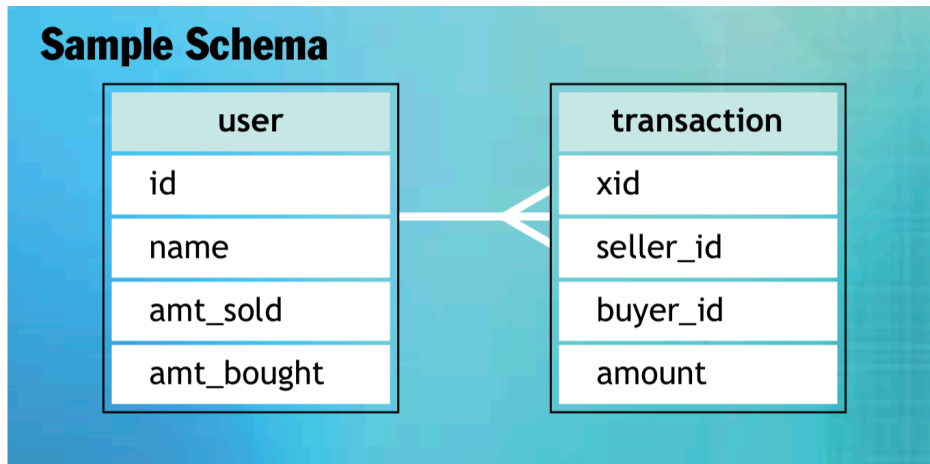 Sample Schema
user
id
name
amt_sold
amt_bought
transaction
xid
seller_id
buyer_id
amount